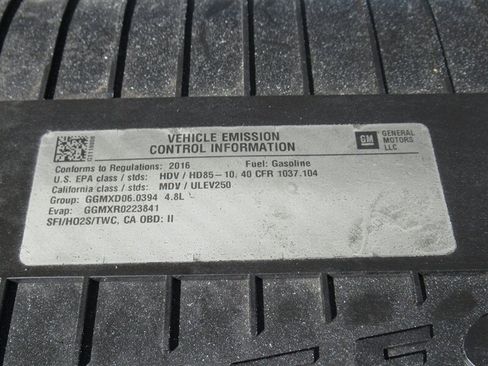 VEHICLE EMISSION
CONTROL INFORMATION
GM GENERAL
MOTORS
LLC
Conforms to Regulations: 2016 Fuel: Gasoline
U.S. EPA class / stds: HDV / HD85-10, 40 CFR 1037.104
California class / stds: MDV / ULEV250
Group: GGMXD06.0394 4.8L
Evap: GGMXR0223841
SFI/HO2S/TWC, CA OBD: II